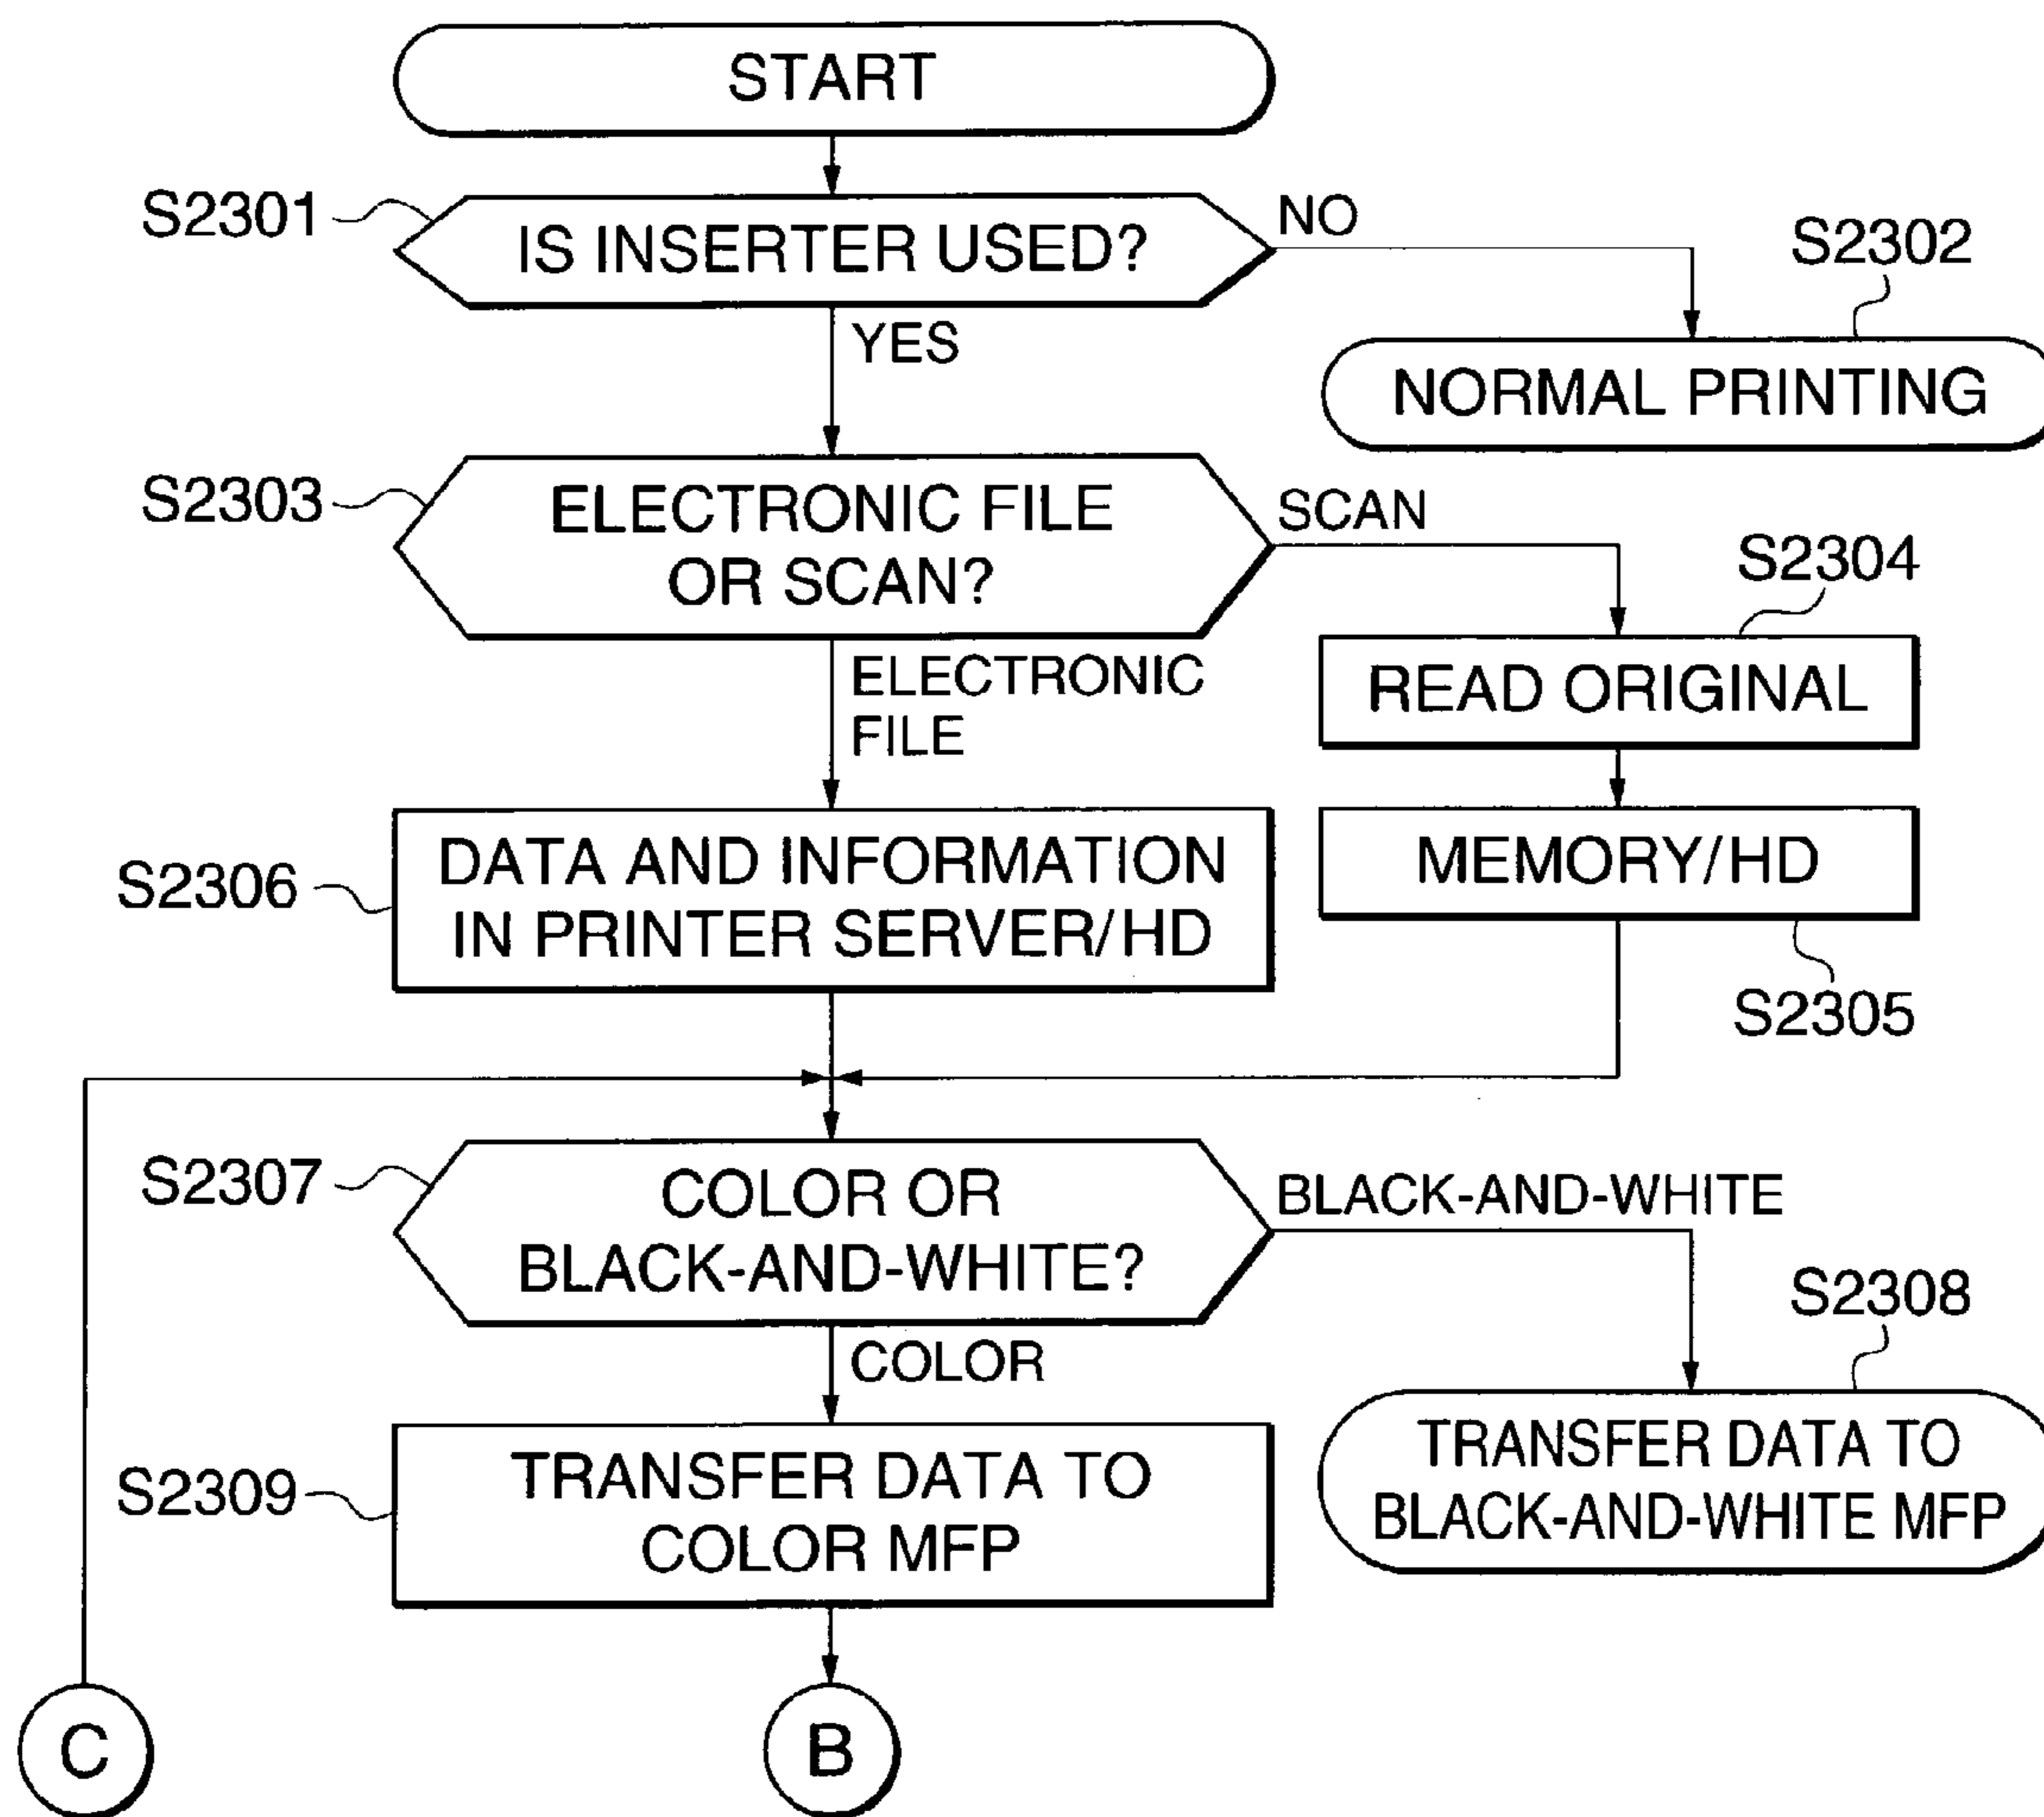 START
S2301
IS INSERTER USED?
NO
S2302
YES
NORMAL PRINTING
S2303
ELECTRONIC FILE
OR SCAN?
SCAN
S2304
ELECTRONIC
FILE
READ ORIGINAL
S2306
DATA AND INFORMATION
IN PRINTER SERVER/HD
MEMORY/HD
S2305
S2307
COLOR OR
BLACK-AND-WHITE?
BLACK-AND-WHITE
S2308
COLOR
TRANSFER DATA TO
BLACK-AND-WHITE MFP
S2309
TRANSFER DATA TO
COLOR MFP
C
B